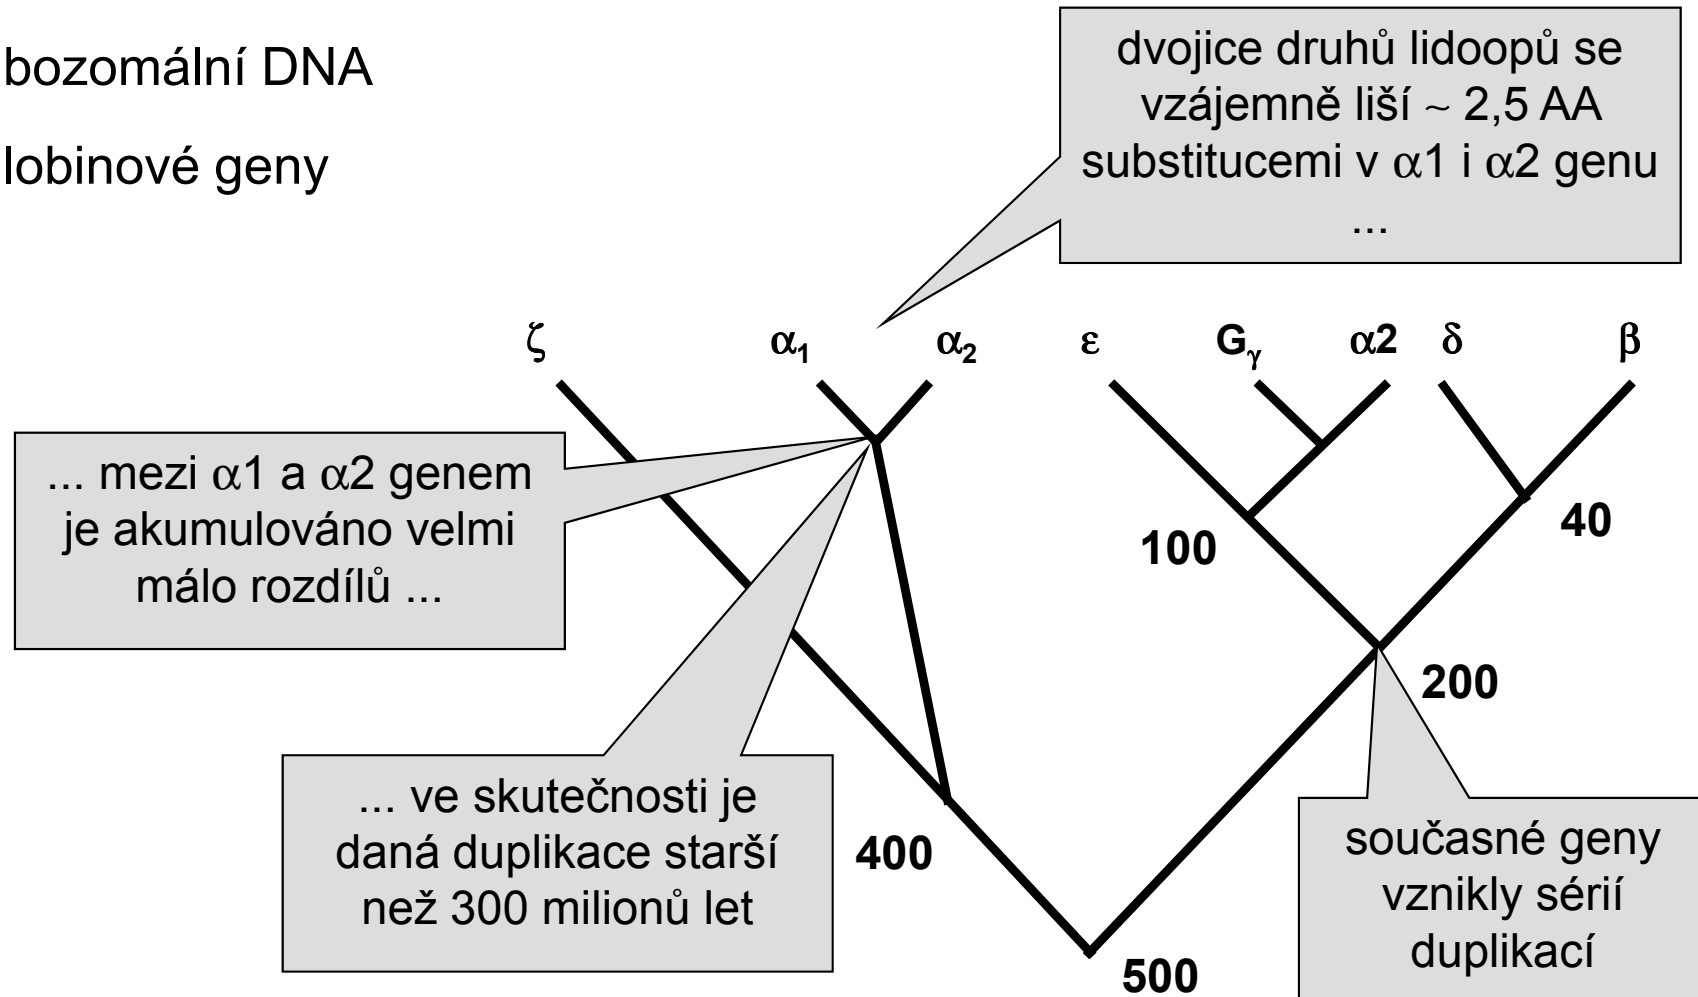 bozomální DNA
lobinové geny
dvojice druhů lidoopů se
vzájemně liší ~ 2,5 AA
substitucemi v α1 i α2 genu
...
ζ α₁ α₂ ε Gᵧ α2 δ β
... mezi α1 a α2 genem
je akumulováno velmi
málo rozdílů ...
100
40
200
... ve skutečnosti je
daná duplikace starší
než 300 milionů let
400
současné geny
vznikly sérií
duplikací
500